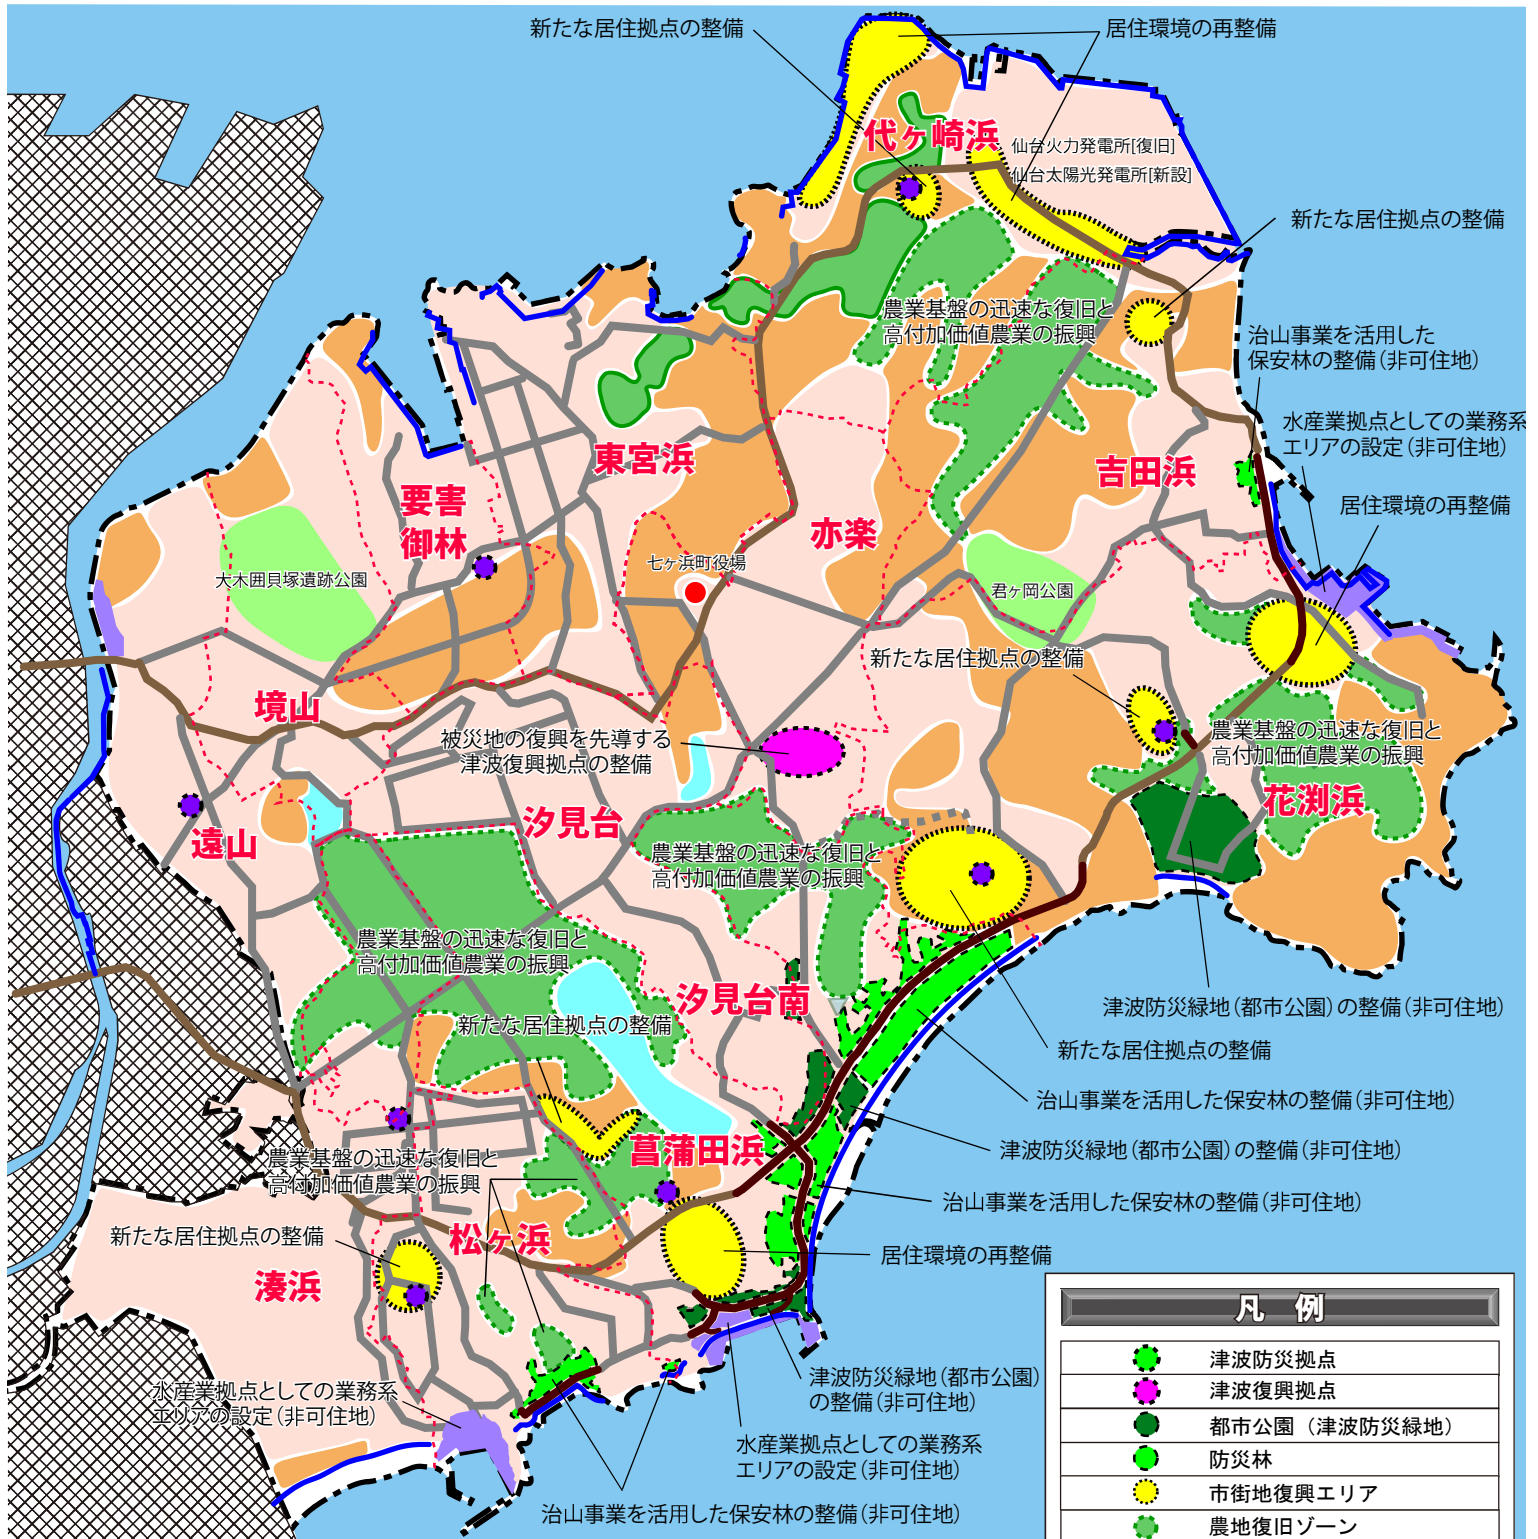 新たな居住拠点の整備
居住環境の再整備
代ヶ崎浜
仙台火力発電所[復旧]
仙台太陽光発電所[新設]
新たな居住拠点の整備
農業基盤の迅速な復旧と
高付加価値農業の振興
治山事業を活用した
保安林の整備(非可住地)
水産業拠点としての業務系
エリアの設定(非可住地)
東宮浜
吉田浜
要害
御林
居住環境の再整備
亦楽
七ヶ浜町役場
大木囲貝塚遺跡公園
君ヶ岡公園
新たな居住拠点の整備
境山
被災地の復興を先導する
津波復興拠点の整備
農業基盤の迅速な復旧と
高付加価値農業の振興
花渕浜
汐見台
遠山
農業基盤の迅速な復旧と
高付加価値農業の振興
農業基盤の迅速な復旧と
高付加価値農業の振興
汐見台南
新たな居住拠点の整備
津波防災緑地(都市公園)の整備(非可住地)
新たな居住拠点の整備
治山事業を活用した保安林の整備(非可住地)
菖蒲田浜
津波防災緑地(都市公園)の整備(非可住地)
農業基盤の迅速な復旧と
高付加価値農業の振興
治山事業を活用した保安林の整備(非可住地)
新たな居住拠点の整備
松ヶ浜
居住環境の再整備
湊浜
津波防災緑地(都市公園)
の整備(非可住地)
水産業拠点としての業務系
エリアの設定(非可住地)
水産業拠点としての業務系
エリアの設定(非可住地)
治山事業を活用した保安林の整備(非可住地)
凡 例
津波防災拠点
津波復興拠点
都市公園（津波防災緑地）
防災林
市街地復興エリア
農地復旧ゾーン